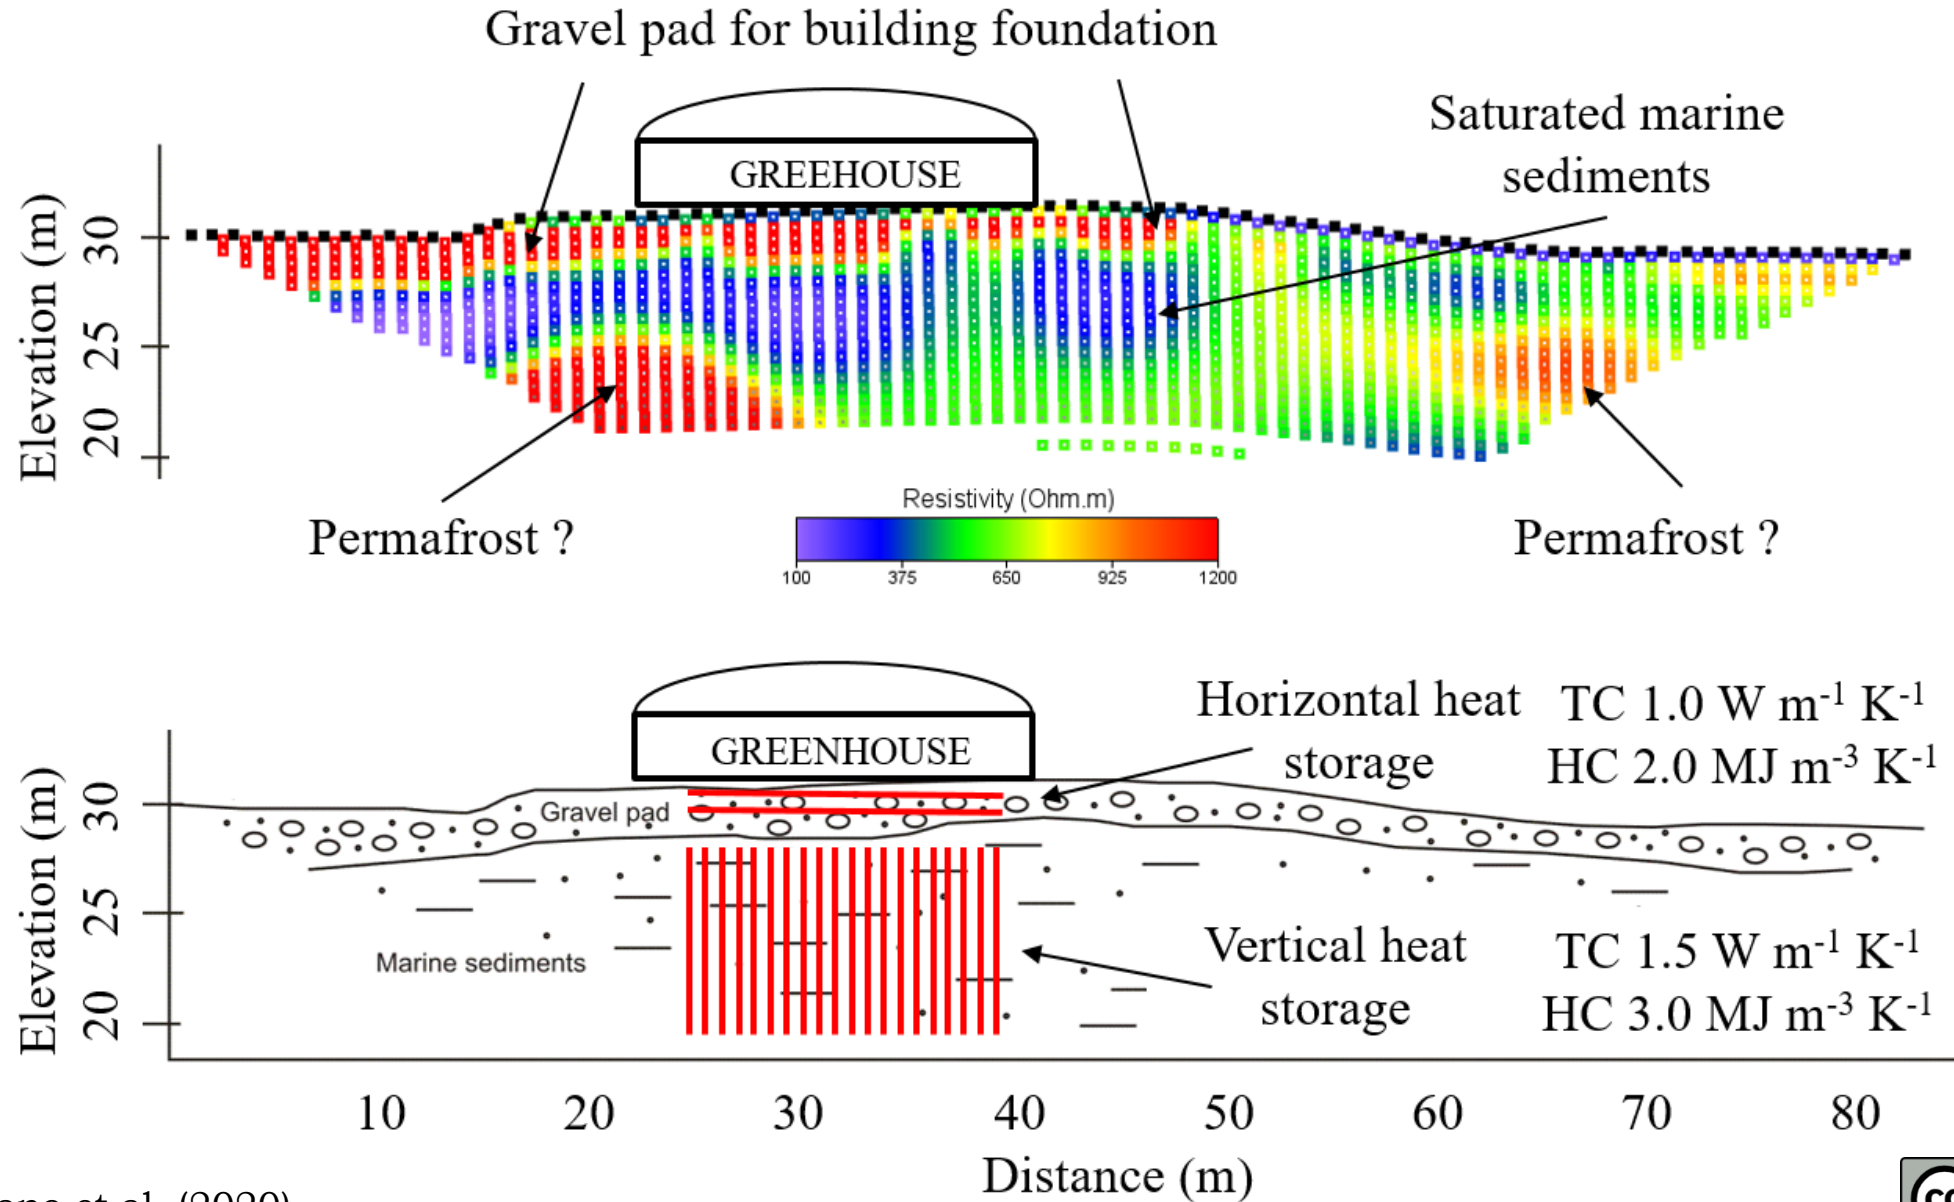 Gravel pad for building foundation
GREEHOUSE
Saturated marine
sediments
Elevation (m)
30
25
20
Permafrost ?
Permafrost ?
Resistivity (Ohm.m)
100 375 650 925 1200
GREENHOUSE
Horizontal heat
storage
TC 1.0 W m⁻¹ K⁻¹
HC 2.0 MJ m⁻³ K⁻¹
Elevation (m)
30
25
20
Gravel pad
Marine sediments
Vertical heat
storage
TC 1.5 W m⁻¹ K⁻¹
HC 3.0 MJ m⁻³ K⁻¹
10 20 30 40 50 60 70 80
Distance (m)
et al. (2020)